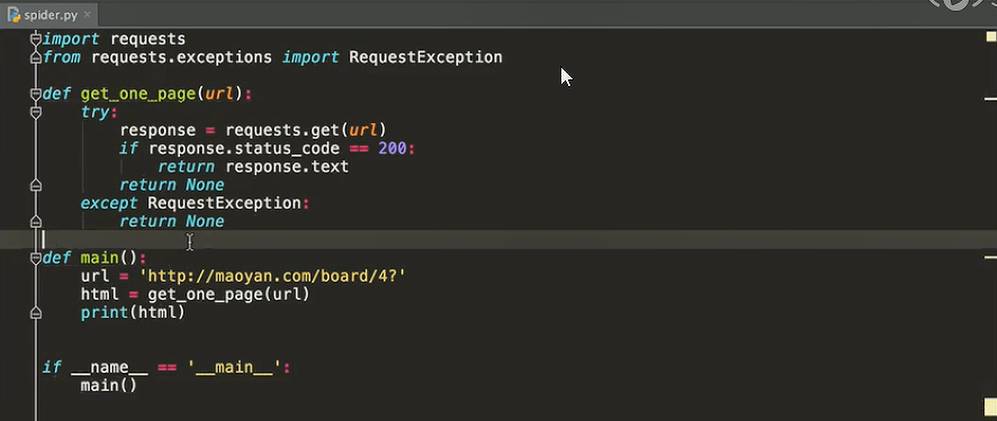 spider.py
import requests
from requests.exceptions import RequestException
def get_one_page(url):
    try:
        response = requests.get(url)
        if response.status_code == 200:
            return response.text
        return None
    except RequestException:
        return None
def main():
    url = 'http://maoyan.com/board/4?'
    html = get_one_page(url)
    print(html)
if __name__ == '__main__':
    main()